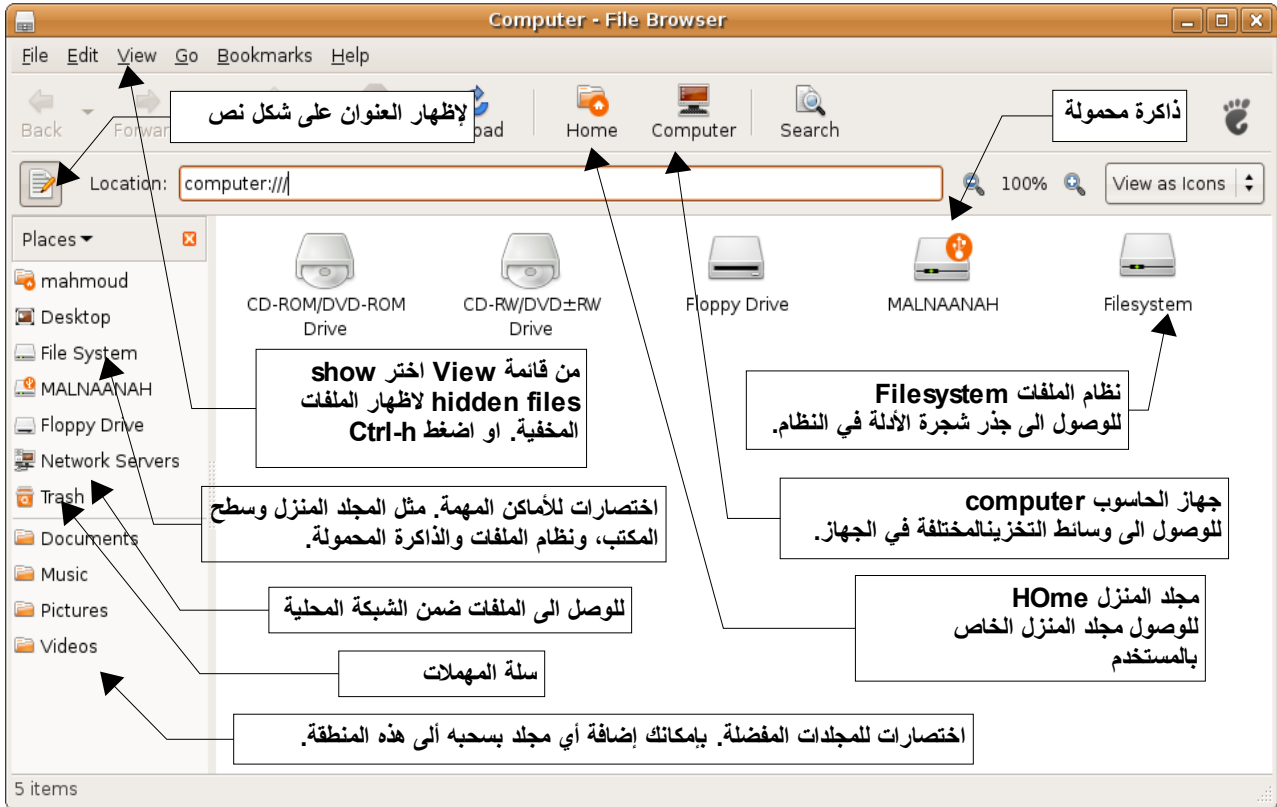 Computer - File Browser
File Edit View Go Bookmarks Help
Back Forwar oad Home Computer Search
لإظهار العنوان على شكل نص
ذاكرة محمولة
Location: computer:/// 100% View as Icons
Places
mahmoud
Desktop
File System
MALNAANAH
Floppy Drive
Network Servers
Trash
Documents
Music
Pictures
Videos
CD-ROM/DVD-ROM
Drive
CD-RW/DVD±RW
Drive
Floppy Drive
MALNAANAH
Filesystem
من قائمة View اختر show
hidden files لاظهار الملفات
المخفية. او اضغط Ctrl-h
نظام الملفات Filesystem
للوصول الى جذر شجرة الأدلة في النظام.
اختصارات للأماكن المهمة. مثل المجلد المنزل وسطح
المكتب، ونظام الملفات والذاكرة المحمولة.
جهاز الحاسوب computer
للوصول الى وسائط التخزينالمختلفة في الجهاز.
للوصل الى الملفات ضمن الشبكة المحلية
مجلد المنزل HOme
للوصول مجلد المنزل الخاص
بالمستخدم
سلة المهملات
اختصارات للمجلدات المفضلة. بإمكانك إضافة أي مجلد بسحبه ألى هذه المنطقة.
5 items